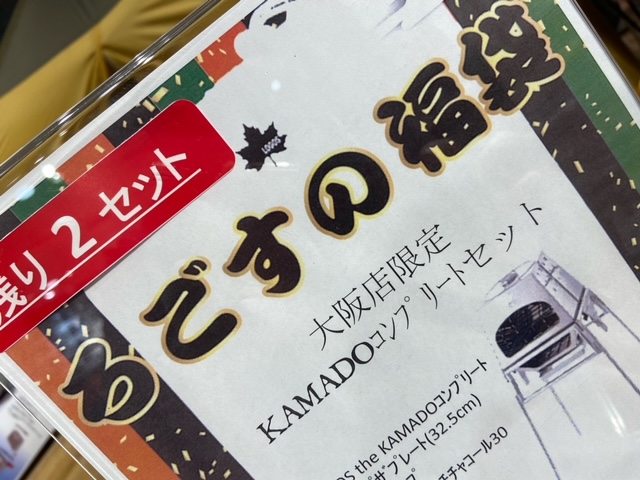 残り 2 セット
LOGOS
ろごすの福袋
大阪店限定
KAMADOコンプリートセット
OS the KAMADOコンプリート
ピザプレート(32.5cm)
エチャコール30